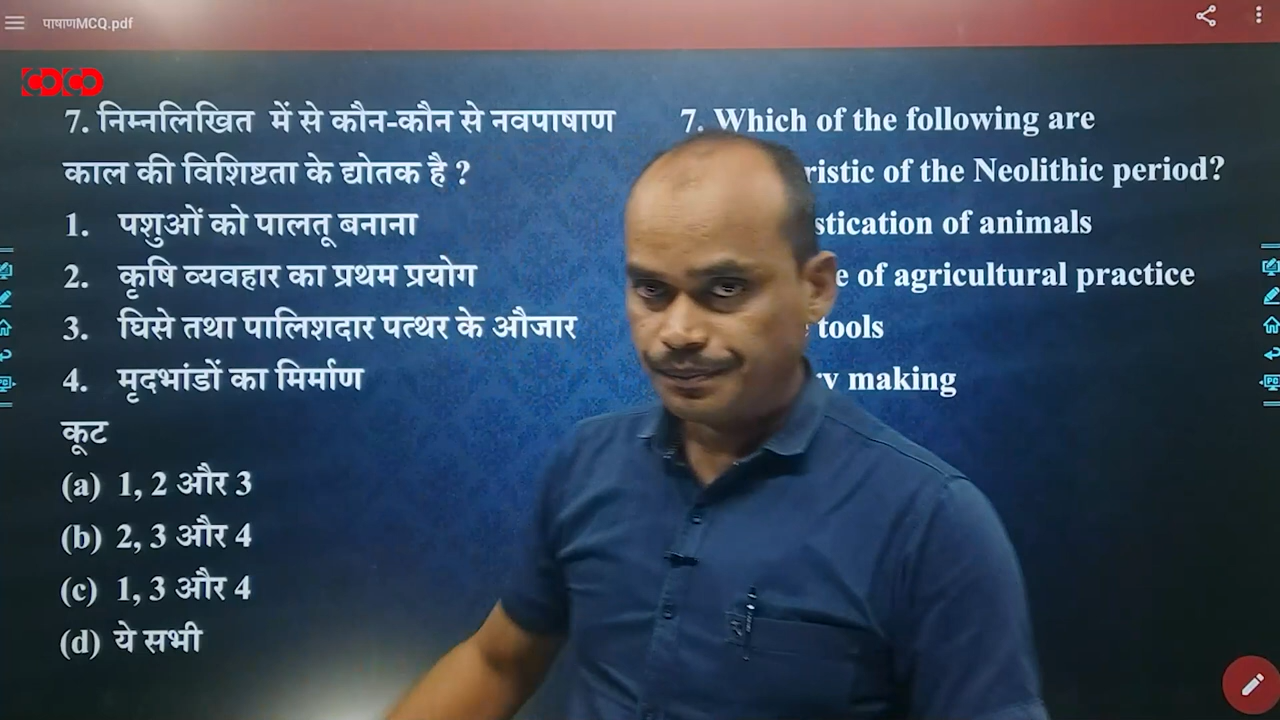 पाषाणMCQ.pdf
COCO
7. निम्नलिखित में से कौन-कौन से नवपाषाण
काल की विशिष्टता के द्योतक है ?
1. पशुओं को पालतू बनाना
2. कृषि व्यवहार का प्रथम प्रयोग
3. घिसे तथा पालिशदार पत्थर के औजार
4. मृदभांडों का मिर्माण
कूट
(a) 1, 2 और 3
(b) 2, 3 और 4
(c) 1, 3 और 4
(d) ये सभी
7. Which of the following are
ristic of the Neolithic period?
stication of animals
e of agricultural practice
tools
making